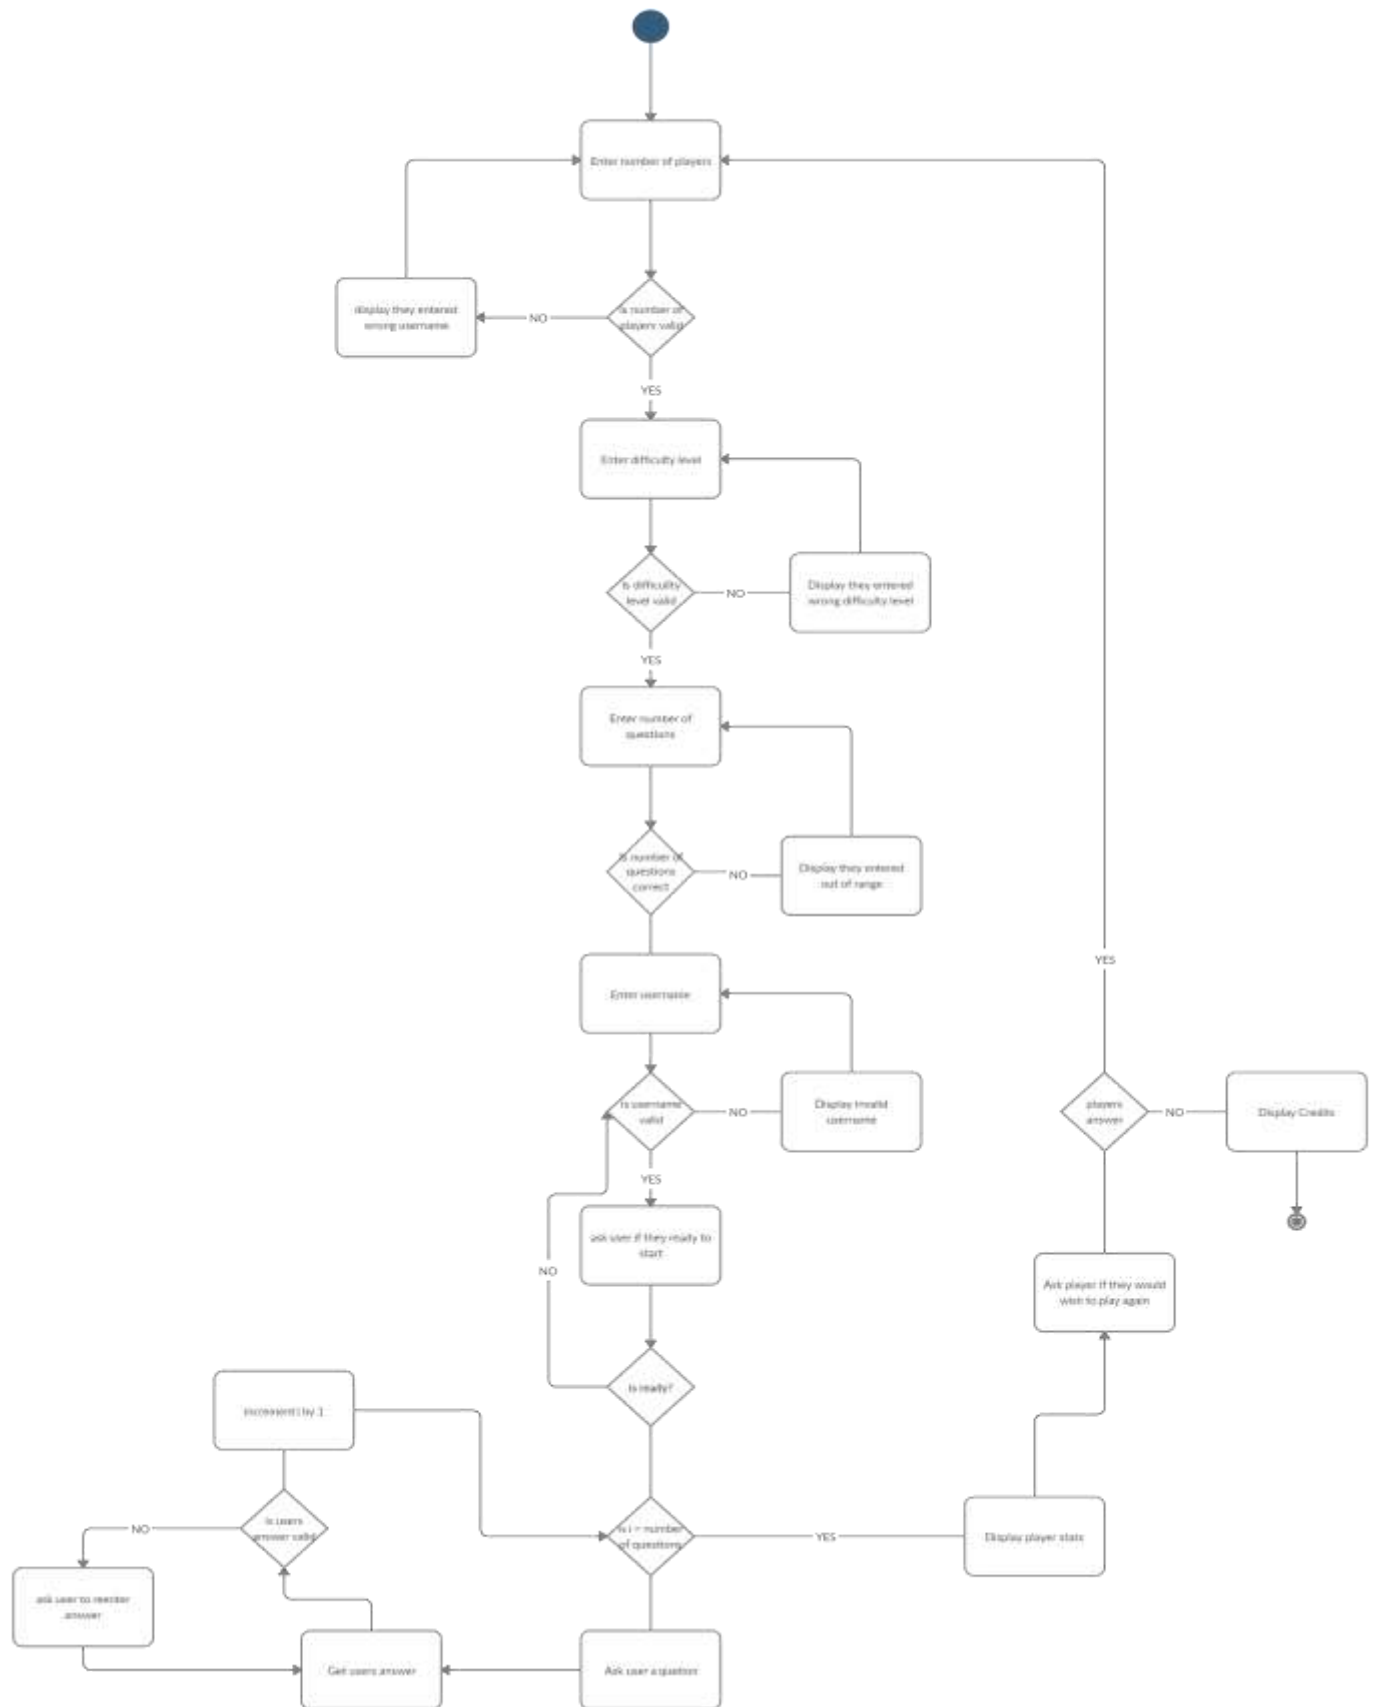 Enter number of players
display they entered
wrong username
NO
Is number of
players valid
YES
Enter difficulty level
Is difficulty
level valid
NO
Display they entered
wrong difficulty level
YES
Enter number of
questions
Is number of
questions
correct
NO
Display they entered
out of range
Enter username
YES
Is username
valid
NO
Display invalid
username
players
answer
NO
Display Credits
YES
ask user if they ready to
start
NO
Ask player if they would
wish to play again
Is ready?
increment i by 1
Is users
answer valid
NO
Is i = number
of questions
YES
Display player stats
ask user to reenter
answer
Get users answer
Ask user a question